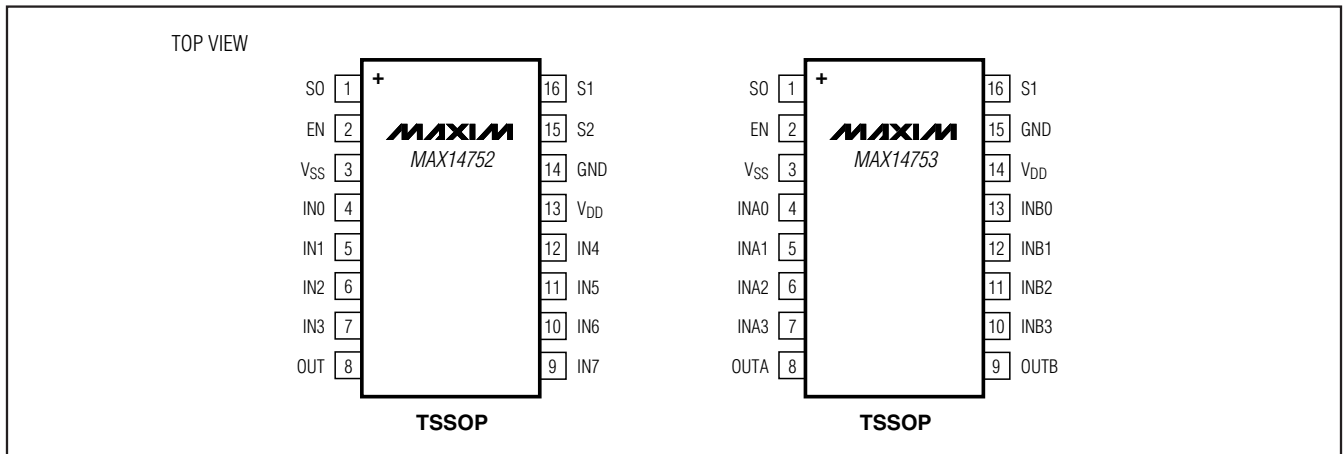 TOP VIEW
+
MAXIM
MAX14752
SO 1
EN 2
VSS 3
IN0 4
IN1 5
IN2 6
IN3 7
OUT 8
16 S1
15 S2
14 GND
13 VDD
12 IN4
11 IN5
10 IN6
9 IN7
TSSOP
+
MAXIM
MAX14753
SO 1
EN 2
VSS 3
INA0 4
INA1 5
INA2 6
INA3 7
OUTA 8
16 S1
15 GND
14 VDD
13 INB0
12 INB1
11 INB2
10 INB3
9 OUTB
TSSOP